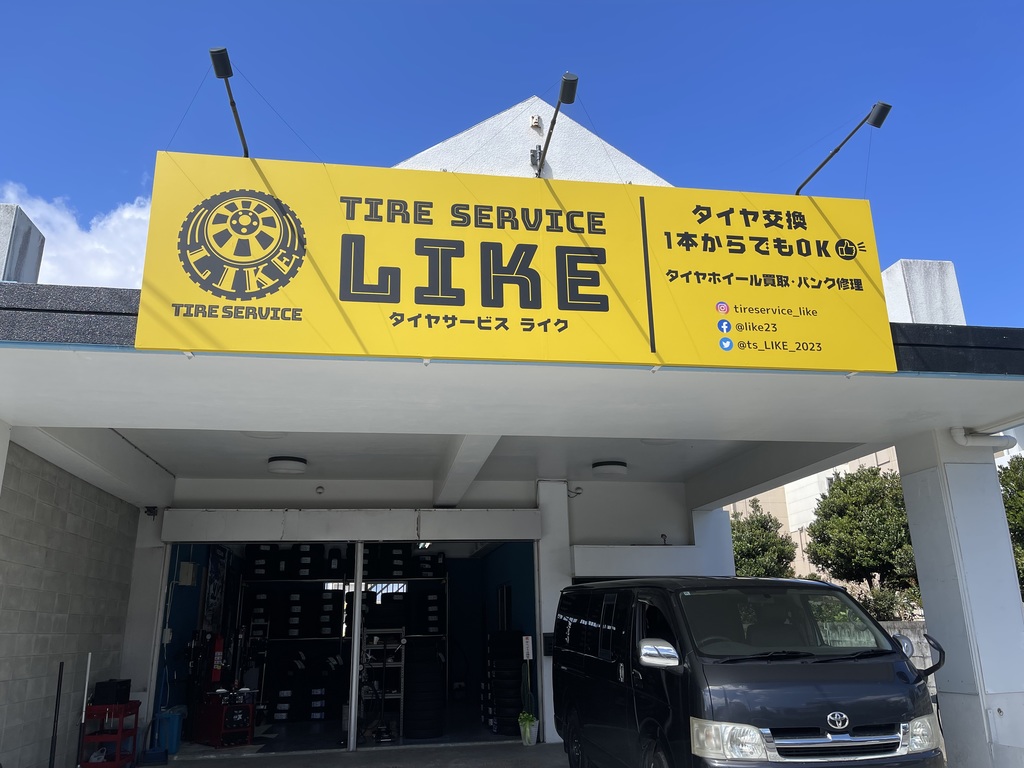 LIKE
TIRE SERVICE
TIRE SERVICE
LIKE
タイヤサービス ライク
タイヤ交換
1本からでもOK
タイヤホイール買取・パンク修理
tireservice_like
@like23
@ts_LIKE_2023